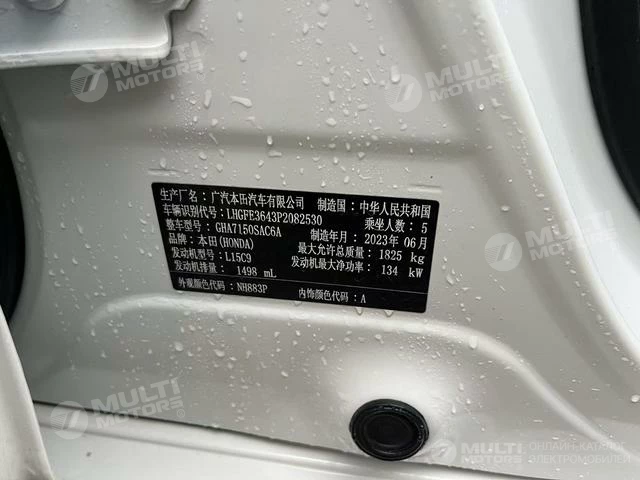 MULTI
MOTORS
MULTI
MOTORS
生产厂名：广汽本田汽车有限公司 制造国：中华人民共和国
车辆识别代号：LHGFE3643P2082530 乘坐人数：5
整车型号：GHA7150SAC6A 制造年月：2023年 06月
品牌：本田(HONDA) 最大允许总质量：1825 kg
发动机型号：L15C9 发动机最大净功率：134 kW
发动机排量：1498 mL
外观颜色代码：NH883P 内饰颜色代码：A
MULTI
MOTORS
MULTI
MOTORS
ОНЛАЙН-КАТАЛОГ
ЭЛЕКТРОМОБИЛЕЙ